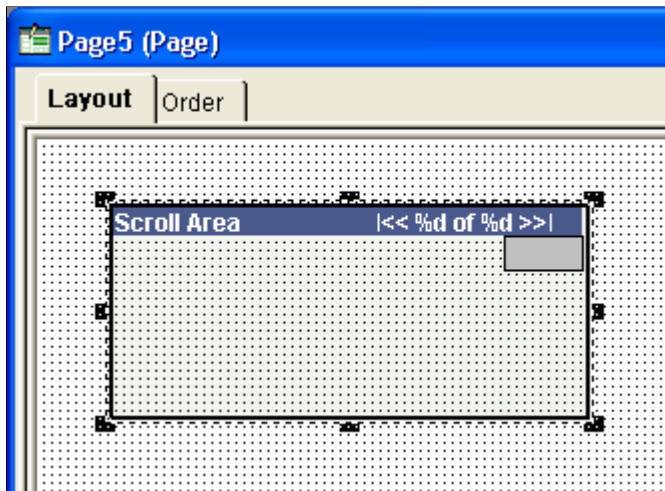 Page5 (Page)
Layout Order
Scroll Area |<< %d of %d >>|